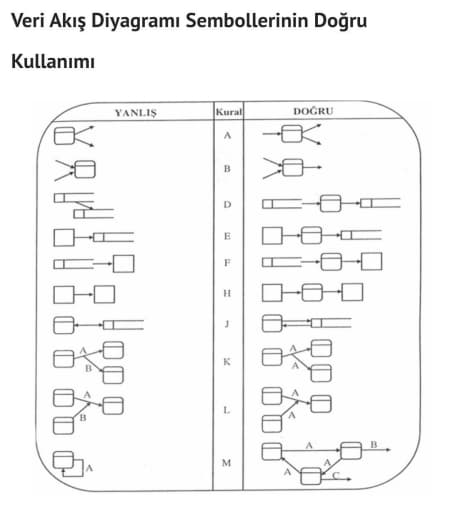 Veri Akış Diyagramı Sembollerinin Doğru
Kullanımı
YANLIŞ Kural DOĞRU
A
B
D
E
F
H
J
A B K A A
A B L A A
A M A B A A C